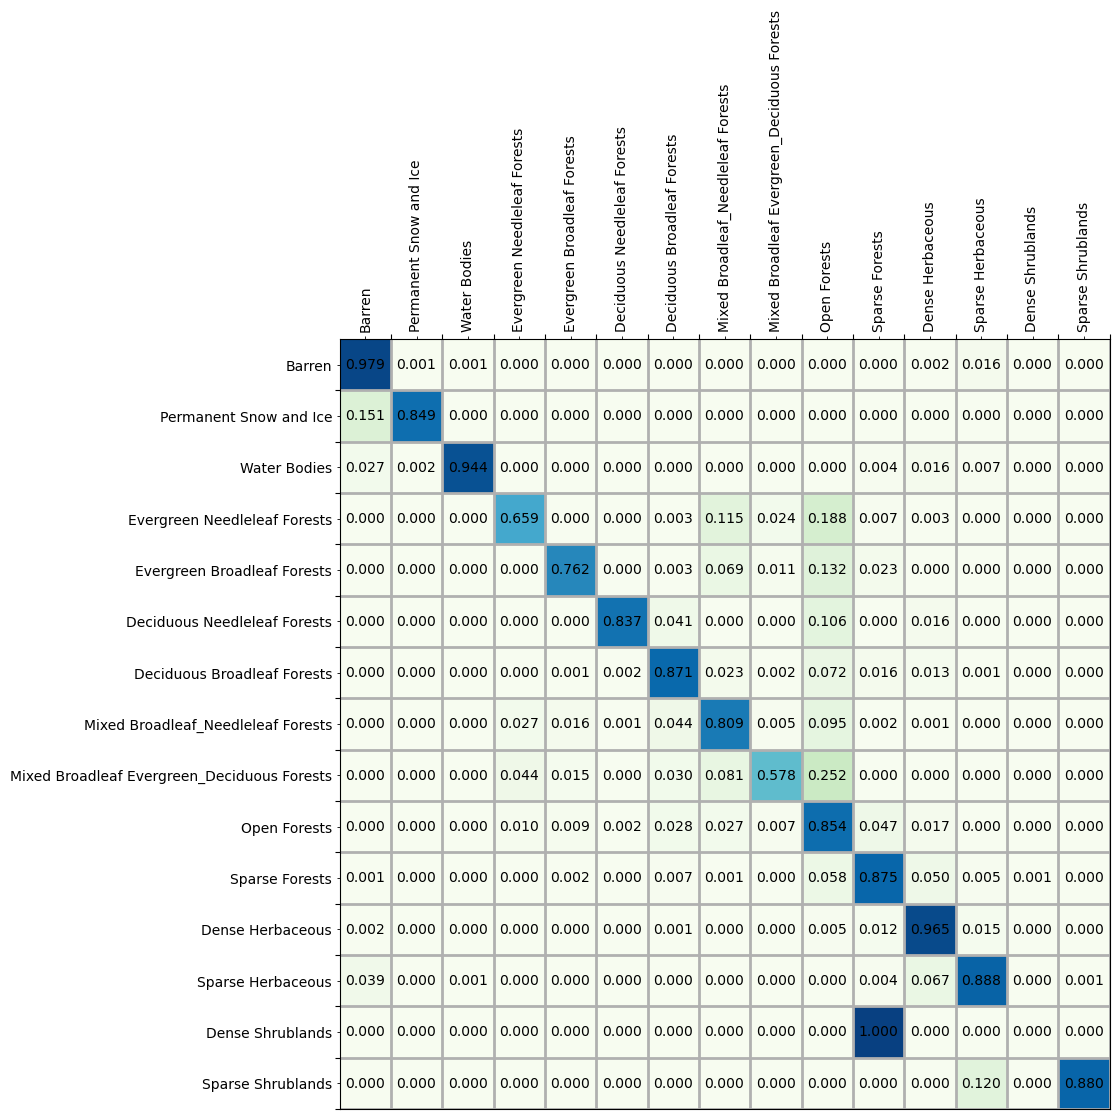 Barren
Permanent Snow and Ice
Water Bodies
Evergreen Needleleaf Forests
Evergreen Broadleaf Forests
Deciduous Needleleaf Forests
Deciduous Broadleaf Forests
Mixed Broadleaf_Needleleaf Forests
Mixed Broadleaf Evergreen_Deciduous Forests
Open Forests
Sparse Forests
Dense Herbaceous
Sparse Herbaceous
Dense Shrublands
Sparse Shrublands
Barren 0.979 0.001 0.001 0.000 0.000 0.000 0.000 0.000 0.000 0.000 0.000 0.002 0.016 0.000 0.000
Permanent Snow and Ice 0.151 0.849 0.000 0.000 0.000 0.000 0.000 0.000 0.000 0.000 0.000 0.000 0.000 0.000 0.000
Water Bodies 0.027 0.002 0.944 0.000 0.000 0.000 0.000 0.000 0.000 0.000 0.004 0.016 0.007 0.000 0.000
Evergreen Needleleaf Forests 0.000 0.000 0.000 0.659 0.000 0.000 0.003 0.115 0.024 0.188 0.007 0.003 0.000 0.000 0.000
Evergreen Broadleaf Forests 0.000 0.000 0.000 0.000 0.762 0.000 0.003 0.069 0.011 0.132 0.023 0.000 0.000 0.000 0.000
Deciduous Needleleaf Forests 0.000 0.000 0.000 0.000 0.000 0.837 0.041 0.000 0.000 0.106 0.000 0.016 0.000 0.000 0.000
Deciduous Broadleaf Forests 0.000 0.000 0.000 0.000 0.001 0.002 0.871 0.023 0.002 0.072 0.016 0.013 0.001 0.000 0.000
Mixed Broadleaf_Needleleaf Forests 0.000 0.000 0.000 0.027 0.016 0.001 0.044 0.809 0.005 0.095 0.002 0.001 0.000 0.000 0.000
Mixed Broadleaf Evergreen_Deciduous Forests 0.000 0.000 0.000 0.044 0.015 0.000 0.030 0.081 0.578 0.252 0.000 0.000 0.000 0.000 0.000
Open Forests 0.000 0.000 0.000 0.010 0.009 0.002 0.028 0.027 0.007 0.854 0.047 0.017 0.000 0.000 0.000
Sparse Forests 0.001 0.000 0.000 0.000 0.002 0.000 0.007 0.001 0.000 0.058 0.875 0.050 0.005 0.001 0.000
Dense Herbaceous 0.002 0.000 0.000 0.000 0.000 0.000 0.001 0.000 0.000 0.005 0.012 0.965 0.015 0.000 0.000
Sparse Herbaceous 0.039 0.000 0.001 0.000 0.000 0.000 0.000 0.000 0.000 0.000 0.004 0.067 0.888 0.000 0.001
Dense Shrublands 0.000 0.000 0.000 0.000 0.000 0.000 0.000 0.000 0.000 0.000 1.000 0.000 0.000 0.000 0.000
Sparse Shrublands 0.000 0.000 0.000 0.000 0.000 0.000 0.000 0.000 0.000 0.000 0.000 0.000 0.120 0.000 0.880